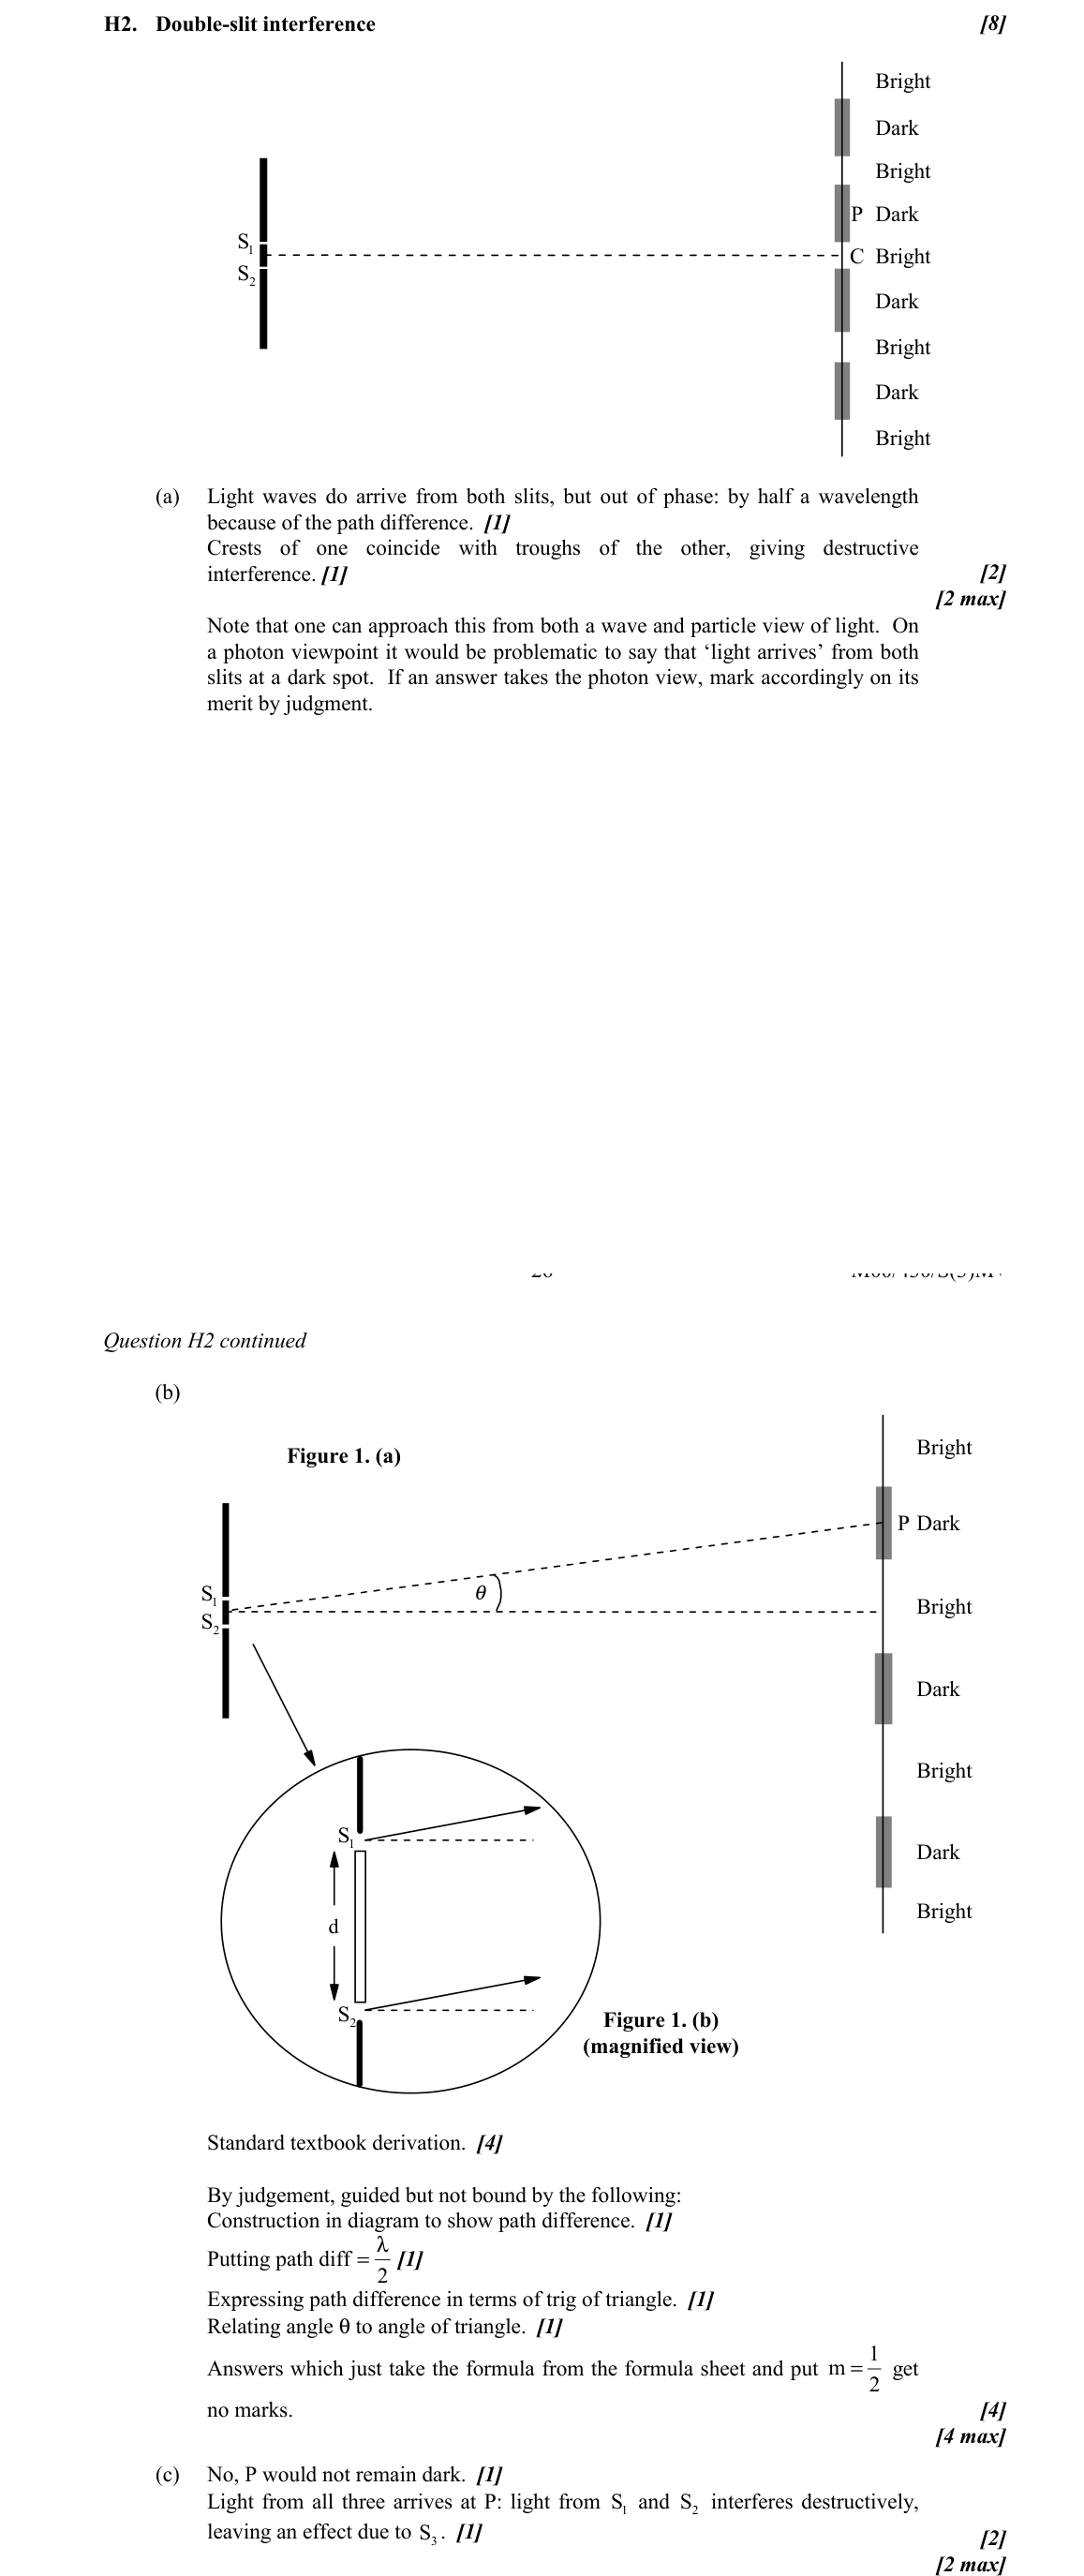 H2. Double-slit interference [8]
Bright
Dark
Bright
P Dark
S1
C Bright
S2
Dark
Bright
Dark
Bright
(a) Light waves do arrive from both slits, but out of phase: by half a wavelength
because of the path difference. [1]
Crests of one coincide with troughs of the other, giving destructive
interference. [1] [2]
[2 max]
Note that one can approach this from both a wave and particle view of light. On
a photon viewpoint it would be problematic to say that ‘light arrives’ from both
slits at a dark spot. If an answer takes the photon view, mark accordingly on its
merit by judgment.
Question H2 continued
(b)
Bright
Figure 1. (a)
P Dark
S1
θ
Bright
S2
Dark
Bright
S1
Dark
Bright
d
S2
Figure 1. (b)
(magnified view)
Standard textbook derivation. [4]
By judgement, guided but not bound by the following:
Construction in diagram to show path difference. [1]
Putting path diff = λ/2 [1]
Expressing path difference in terms of trig of triangle. [1]
Relating angle θ to angle of triangle. [1]
Answers which just take the formula from the formula sheet and put m = 1/2 get
no marks. [4]
[4 max]
(c) No, P would not remain dark. [1]
Light from all three arrives at P: light from S1 and S2 interferes destructively,
leaving an effect due to S3. [1] [2]
[2 max]